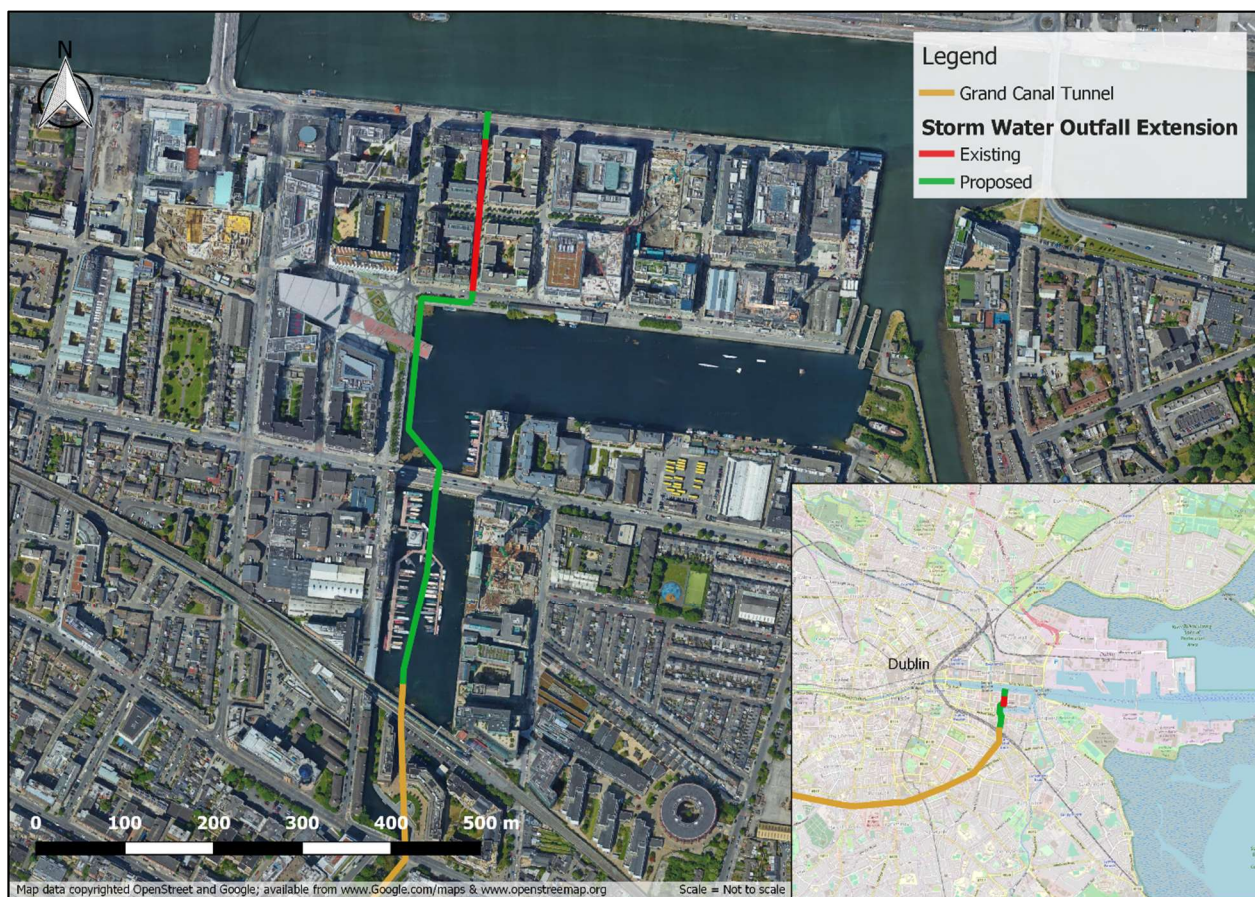 N
Legend
Grand Canal Tunnel
Storm Water Outfall Extension
Existing
Proposed
Dublin
0 100 200 300 400 500 m
Map data copyrighted OpenStreet and Google; available from www.Google.com/maps & www.openstreetmap.org
Scale = Not to scale